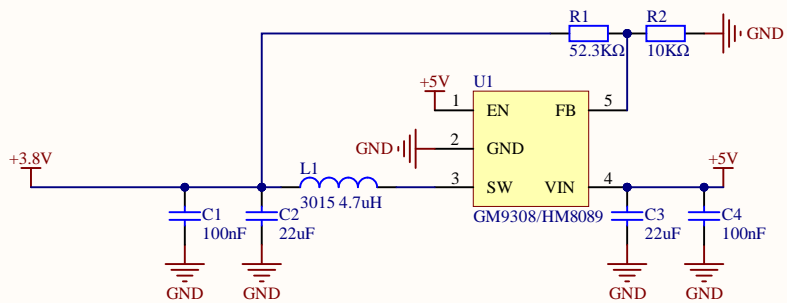 R1
R2
52.3KΩ
10KΩ
GND
+5V
U1
1
EN
FB
5
GND
2
GND
+3.8V
L1
3
SW
VIN
4
+5V
3015 4.7uH
GM9308/HM8089
C1
100nF
C2
22uF
C3
22uF
C4
100nF
GND
GND
GND
GND